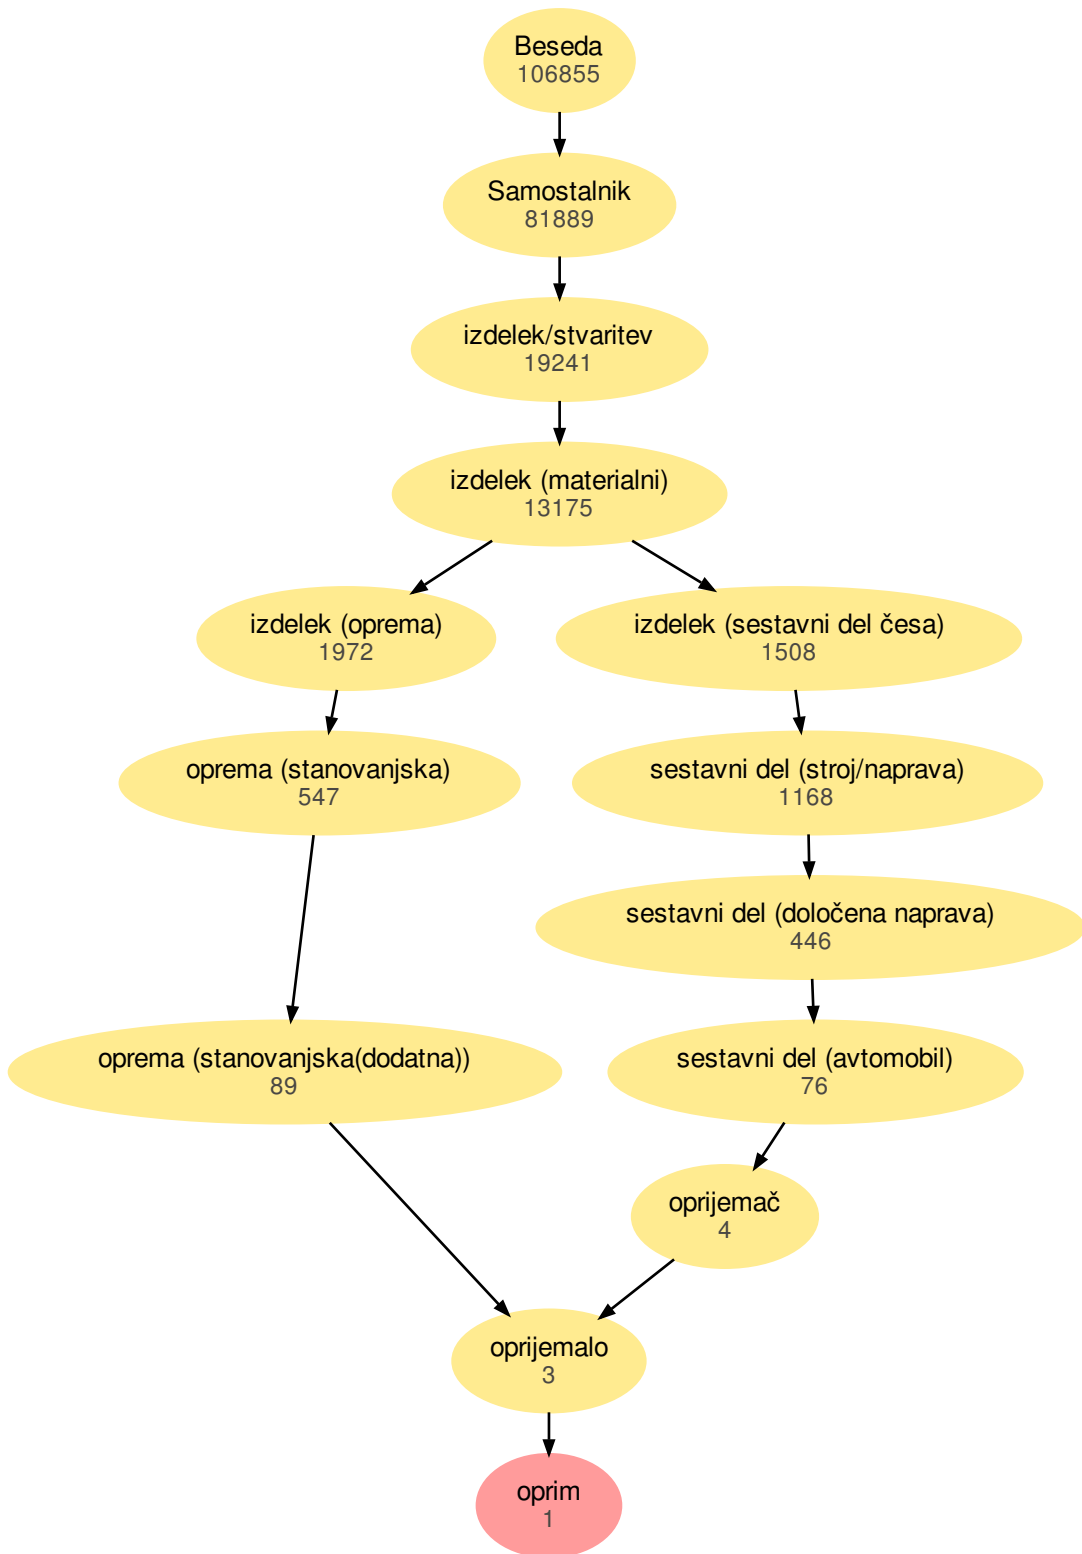 Beseda
106855
Samostalnik
81889
izdelek/stvaritev
19241
izdelek (materialni)
13175
izdelek (oprema)
1972
izdelek (sestavni del česa)
1508
oprema (stanovanjska)
547
sestavni del (stroj/naprava)
1168
sestavni del (določena naprava)
446
oprema (stanovanjska(dodatna))
89
sestavni del (avtomobil)
76
oprijemač
4
oprijemalo
3
oprim
1